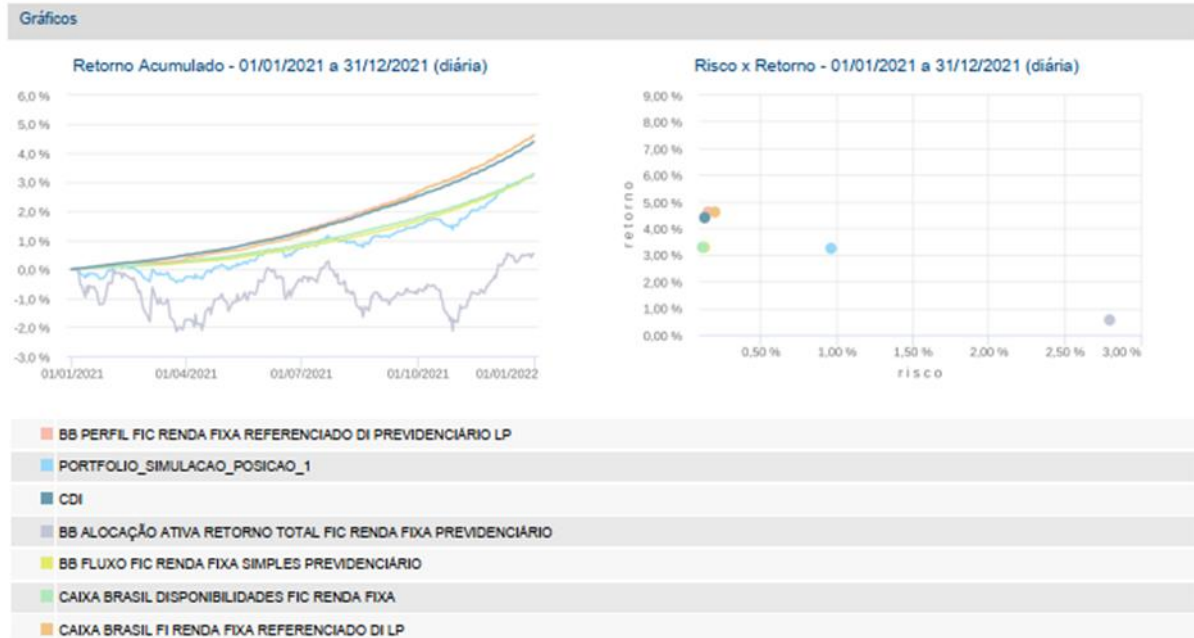 Gráficos
Retorno Acumulado - 01/01/2021 a 31/12/2021 (diária)
6,0 %
5,0 %
4,0 %
3,0 %
2,0 %
1,0 %
0,0 %
-1,0 %
-2,0 %
-3,0 %
01/01/2021 01/04/2021 01/07/2021 01/10/2021 01/01/2022
Risco x Retorno - 01/01/2021 a 31/12/2021 (diária)
retorno
9,00 %
8,00 %
7,00 %
6,00 %
5,00 %
4,00 %
3,00 %
2,00 %
1,00 %
0,00 %
0,50 % 1,00 % 1,50 % 2,00 % 2,50 % 3,00 %
risco
BB PERFIL FIC RENDA FIXA REFERENCIADO DI PREVIDENCIÁRIO LP
PORTFOLIO_SIMULACAO_POSICAO_1
CDI
BB ALOCAÇÃO ATIVA RETORNO TOTAL FIC RENDA FIXA PREVIDENCIÁRIO
BB FLUXO FIC RENDA FIXA SIMPLES PREVIDENCIÁRIO
CAIXA BRASIL DISPONIBILIDADES FIC RENDA FIXA
CAIXA BRASIL FI RENDA FIXA REFERENCIADO DI LP